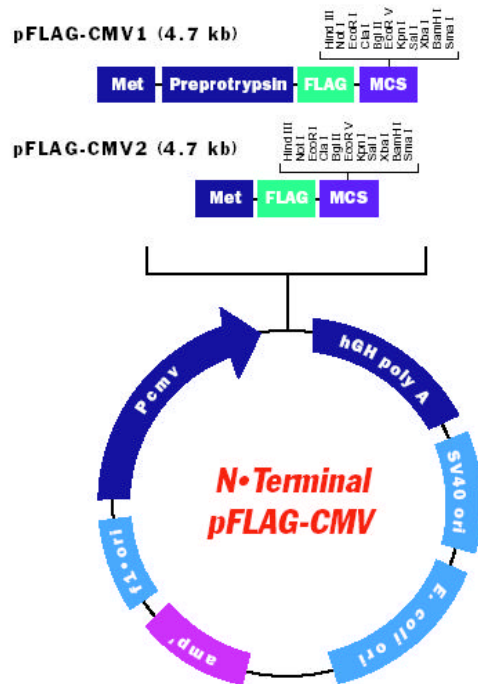 pFLAG-CMV1 (4.7 kb)
Hind III
Not I
EcoR I
Cla I
Bgl II
EcoR V
Kpn I
Sal I
Xba I
BamH I
Sma I
Met
Preprotrypsin
FLAG
MCS
pFLAG-CMV2 (4.7 kb)
Hind III
Not I
EcoR I
Cla I
Bgl II
EcoR V
Kpn I
Sal I
Xba I
BamH I
Sma I
Met
FLAG
MCS
Pcmv
hGH poly A
SV40 ori
E. coli ori
ampʳ
f1•ori
N•Terminal
pFLAG-CMV